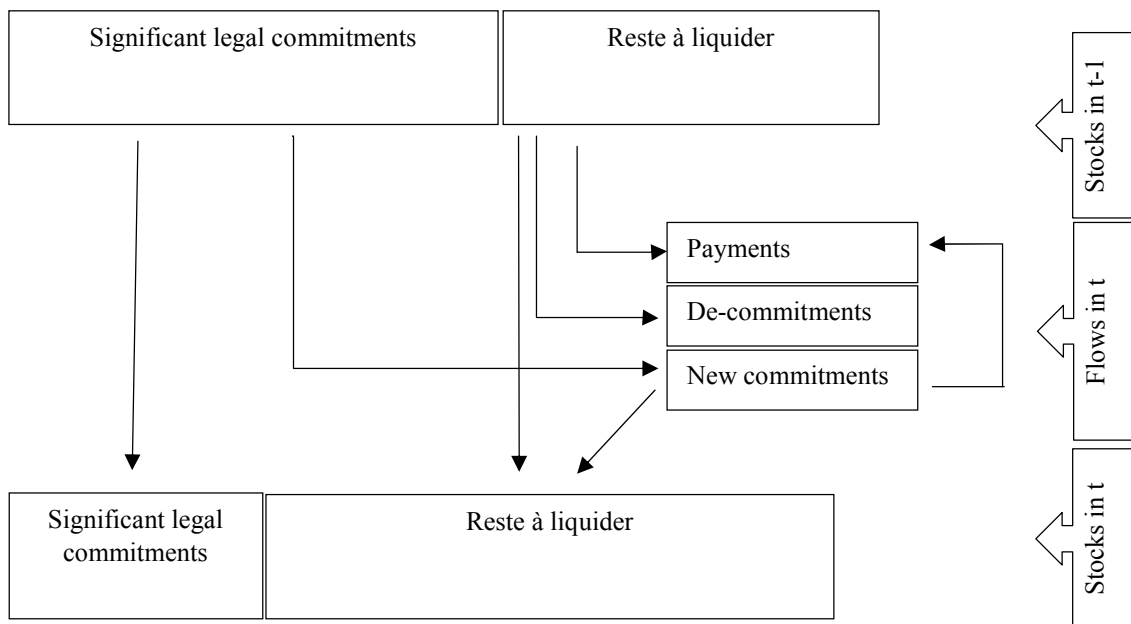 Significant legal commitments
Reste à liquider
Stocks in t-1
Payments
De-commitments
New commitments
Flows in t
Significant legal
commitments
Reste à liquider
Stocks in t